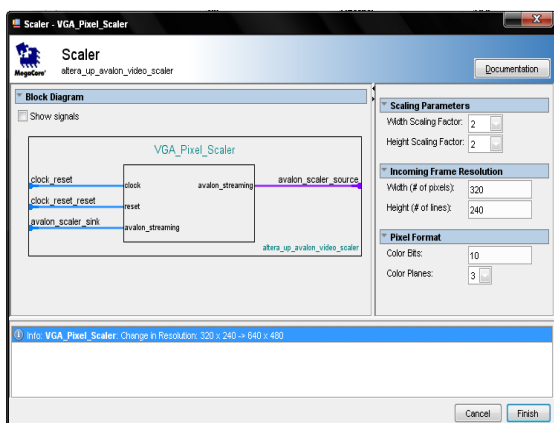 Scaler - VGA_Pixel_Scaler
Scaler
altera_up_avalon_video_scaler
MegaCore'
Documentation
Block Diagram
Show signals
VGA_Pixel_Scaler
clock_reset
clock
avalon_streaming
avalon_scaler_source
clock_reset_reset
reset
avalon_scaler_sink
avalon_streaming
altera_up_avalon_video_scaler
Scaling Parameters
Width Scaling Factor: 2
Height Scaling Factor: 2
Incoming Frame Resolution
Width (# of pixels): 320
Height (# of lines): 240
Pixel Format
Color Bits: 10
Color Planes: 3
Info: VGA_Pixel_Scaler: Change in Resolution: 320 x 240 -> 640 x 480
Cancel
Finish